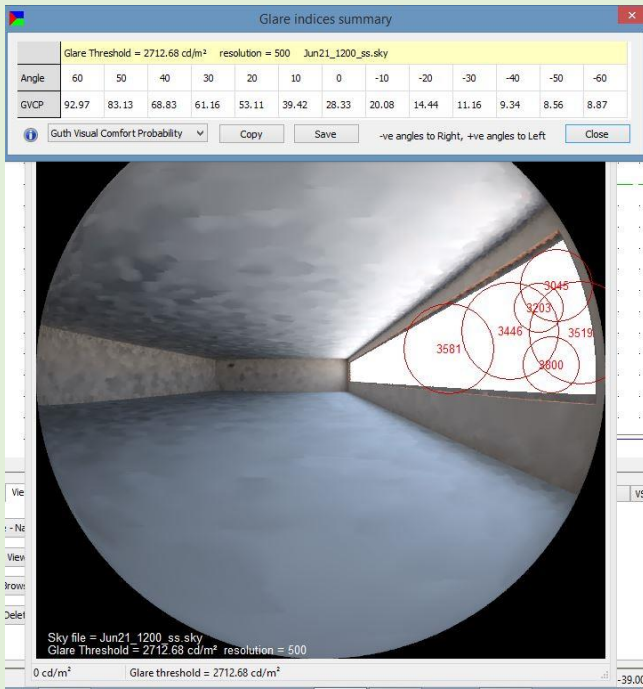 Glare indices summary
Glare Threshold = 2712.68 cd/m² resolution = 500 Jun21_1200_ss.sky
Angle 60 50 40 30 20 10 0 -10 -20 -30 -40 -50 -60
GVCP 92.97 83.13 68.83 61.16 53.11 39.42 28.33 20.08 14.44 11.16 9.34 8.56 8.87
Guth Visual Comfort Probability Copy Save -ve angles to Right, +ve angles to Left Close
3045
3203
3446 3519
3581
3800
Vie
View
Sky file = Jun21_1200_ss.sky
Glare Threshold = 2712.68 cd/m² resolution = 500
0 cd/m² Glare threshold = 2712.68 cd/m²
-39.00